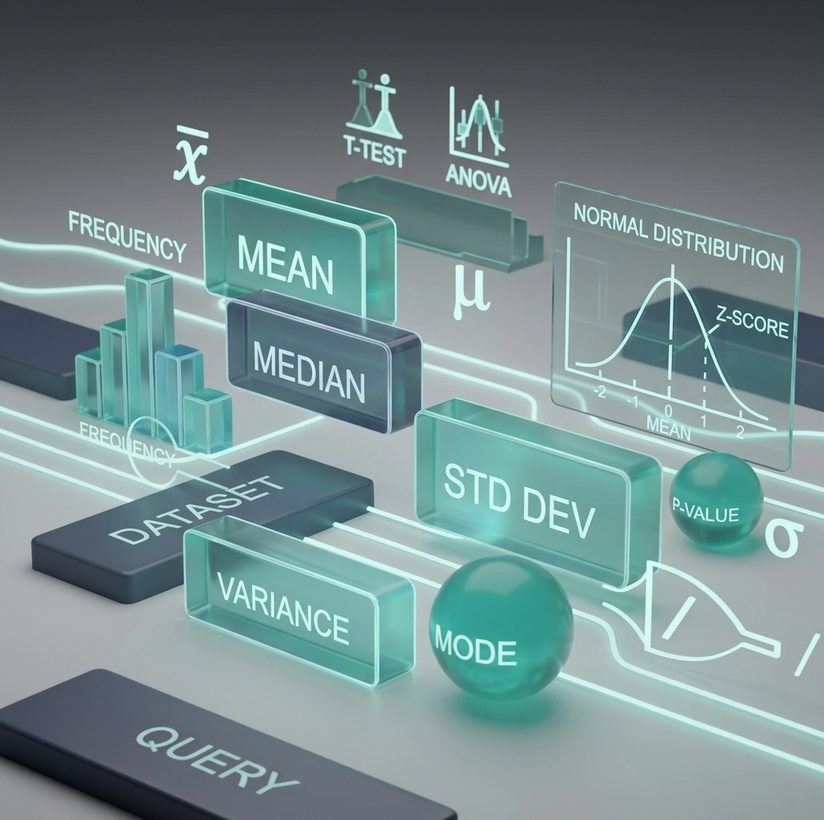 x̄
T-TEST
ANOVA
FREQUENCY
MEAN
μ
NORMAL DISTRIBUTION
Z-SCORE
-2 -1 0 1 2
MEAN
MEDIAN
FREQUENCY
DATASET
STD DEV
P-VALUE
σ
VARIANCE
MODE
/
QUERY